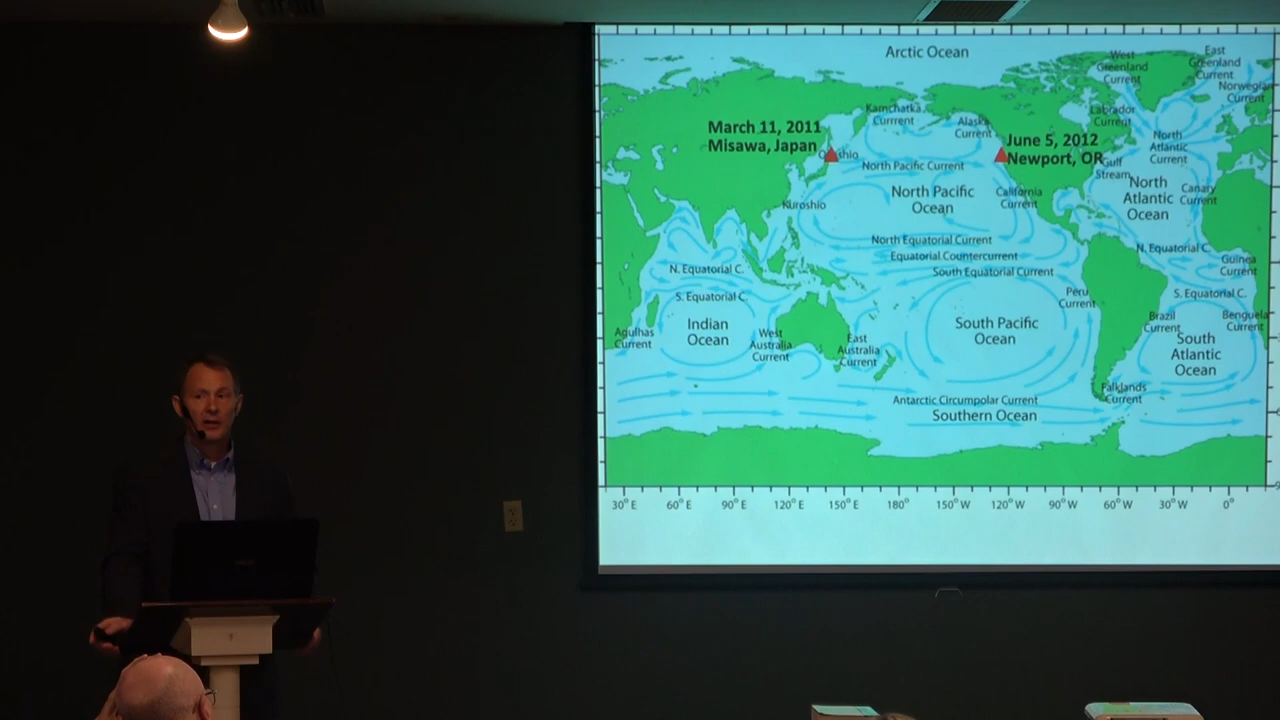 Arctic Ocean
West
Greenland
Current
East
Greenland
Current
Norwegian
Current
Kamchatka
Currrent
Alaska
Current
Labrador
Current
March 11, 2011
Misawa, Japan
June 5, 2012
Newport, OR
North
Atlantic
Current
North Pacific Current
Gulf
Stream
North Pacific
Ocean
California
Current
North
Atlantic
Ocean
Canary
Current
Kuroshio
North Equatorial Current
Equatorial Countercurrent
South Equatorial Current
N. Equatorial C.
Guinea
Current
N. Equatorial C.
S. Equatorial C.
Peru
Current
S. Equatorial C.
Agulhas
Current
Indian
Ocean
West
Australia
Current
East
Australia
Current
South Pacific
Ocean
Brazil
Current
Benguela
Current
South
Atlantic
Ocean
Falklands
Current
Antarctic Circumpolar Current
Southern Ocean
30° E 60° E 90° E 120° E 150° E 180° 150° W 120° W 90° W 60° W 30° W 0°